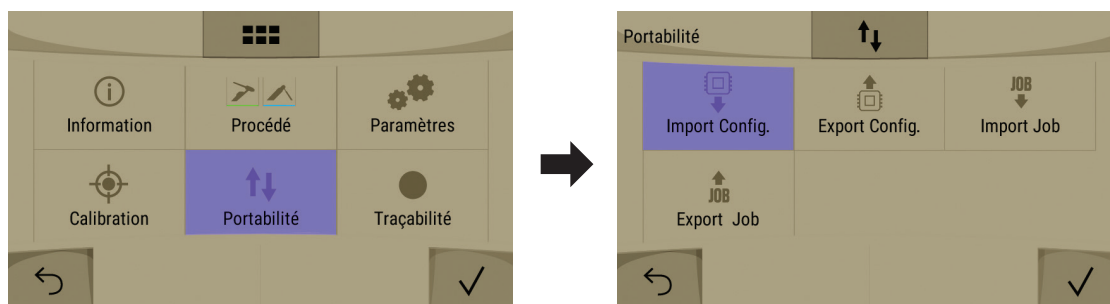 Information
Procédé
Paramètres
Calibration
Portabilité
Traçabilité
Portabilité
Import Config.
Export Config.
JOB
Import Job
JOB
Export Job